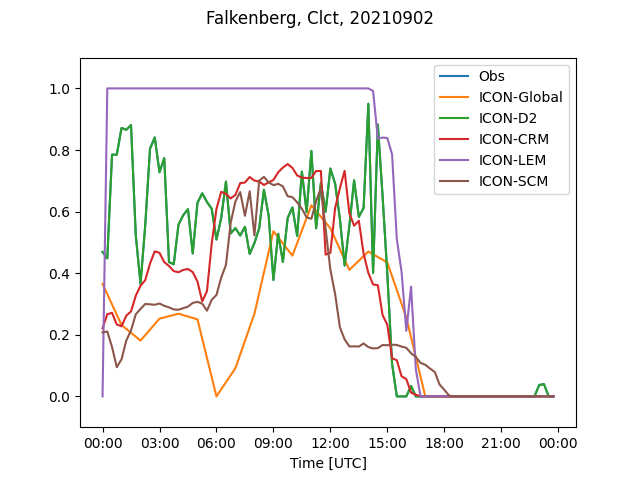 Falkenberg, Clct, 20210902
Obs
ICON-Global
ICON-D2
ICON-CRM
ICON-LEM
ICON-SCM
1.0
0.8
0.6
0.4
0.2
0.0
00:00 03:00 06:00 09:00 12:00 15:00 18:00 21:00 00:00
Time [UTC]